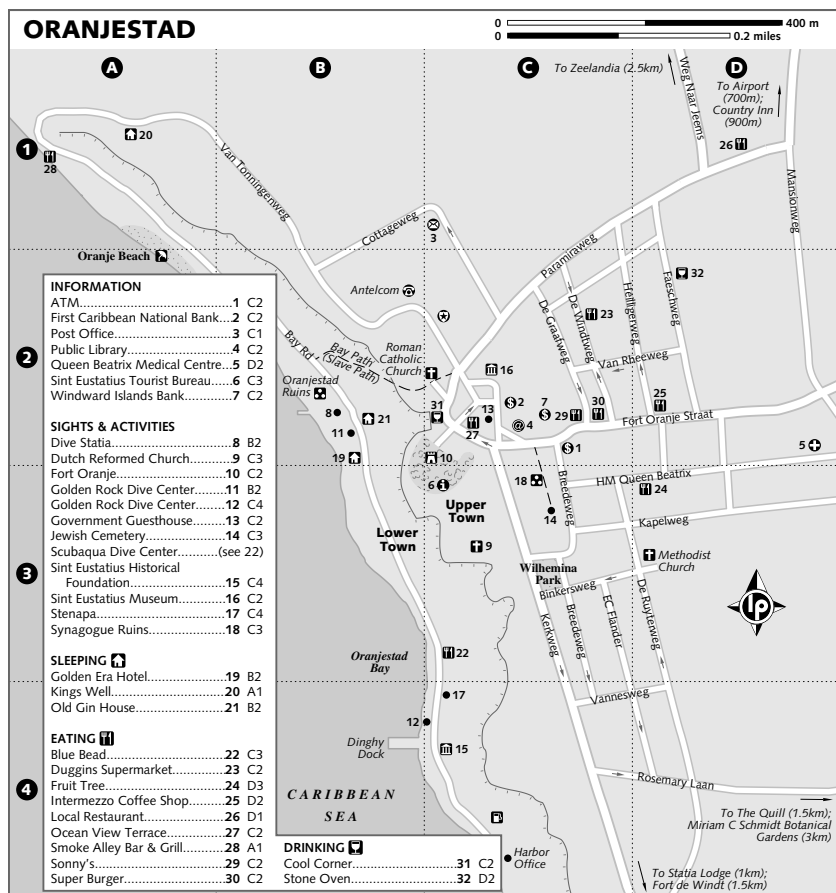 ORANJESTAD
0 400 m
0 0.2 miles
A
B
C
D
1
2
3
4
To Zeelandia (2.5km)
Weg Naar Jeems
To Airport
(700m);
Country Inn
(900m)
Mansionweg
26
20
28
Van Tonningenweg
Cottageweg
3
Paramiraweg
Oranje Beach
Antelcom
32
Faeschweg
Heilligerweg
De Windtweg
De Graafweg
23
Van Rheeweg
Bay Rd
Bay Path
(Slave Path)
Roman
Catholic
Church
16
Oranjestad
Ruins
8
21
11
19
31
27
13
2
4
7
29
30
25
Fort Oranje Straat
1
5
10
6
Upper
Town
Lower
Town
18
14
Breedeweg
HM Queen Beatrix
24
Kapelweg
9
Wilhemina
Park
Methodist
Church
Binkersweg
Kerkweg
Breedeweg
EC Flander
De Ruyterweg
lp
Oranjestad
Bay
22
17
12
Vannesweg
Dinghy
Dock
15
Rosemary Laan
CARIBBEAN
SEA
To The Quill (1.5km);
Miriam C Schmidt Botanical
Gardens (3km)
Harbor
Office
To Statia Lodge (1km);
Fort de Windt (1.5km)
INFORMATION
ATM 1 C2
First Caribbean National Bank 2 C2
Post Office 3 C1
Public Library 4 C2
Queen Beatrix Medical Centre 5 D2
Sint Eustatius Tourist Bureau 6 C3
Windward Islands Bank 7 C2
SIGHTS & ACTIVITIES
Dive Statia 8 B2
Dutch Reformed Church 9 C3
Fort Oranje 10 C2
Golden Rock Dive Center 11 B2
Golden Rock Dive Center 12 C4
Government Guesthouse 13 C2
Jewish Cemetery 14 C3
Scubaqua Dive Center (see 22)
Sint Eustatius Historical
Foundation 15 C4
Sint Eustatius Museum 16 C2
Stenapa 17 C4
Synagogue Ruins 18 C3
SLEEPING
Golden Era Hotel 19 B2
Kings Well 20 A1
Old Gin House 21 B2
EATING
Blue Bead 22 C3
Duggins Supermarket 23 C2
Fruit Tree 24 D3
Intermezzo Coffee Shop 25 D2
Local Restaurant 26 D1
Ocean View Terrace 27 C2
Smoke Alley Bar & Grill 28 A1
Sonny's 29 C2
Super Burger 30 C2
DRINKING
Cool Corner 31 C2
Stone Oven 32 D2